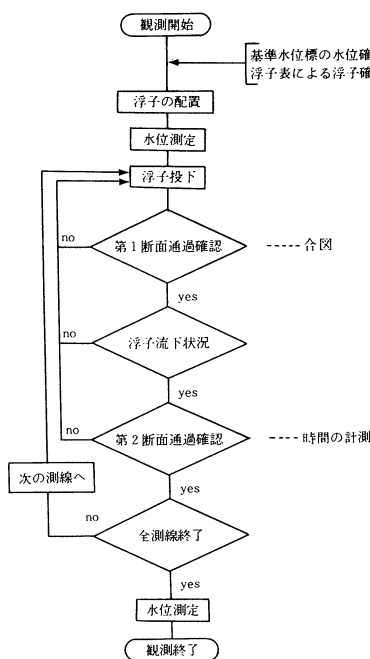 観測開始
基準水位標の水位確
浮子表による浮子確
浮子の配置
水位測定
浮子投下
no
第1断面通過確認
合図
yes
no
浮子流下状況
yes
no
第2断面通過確認
時間の計測
次の測線へ
yes
no
全測線終了
yes
水位測定
観測終了